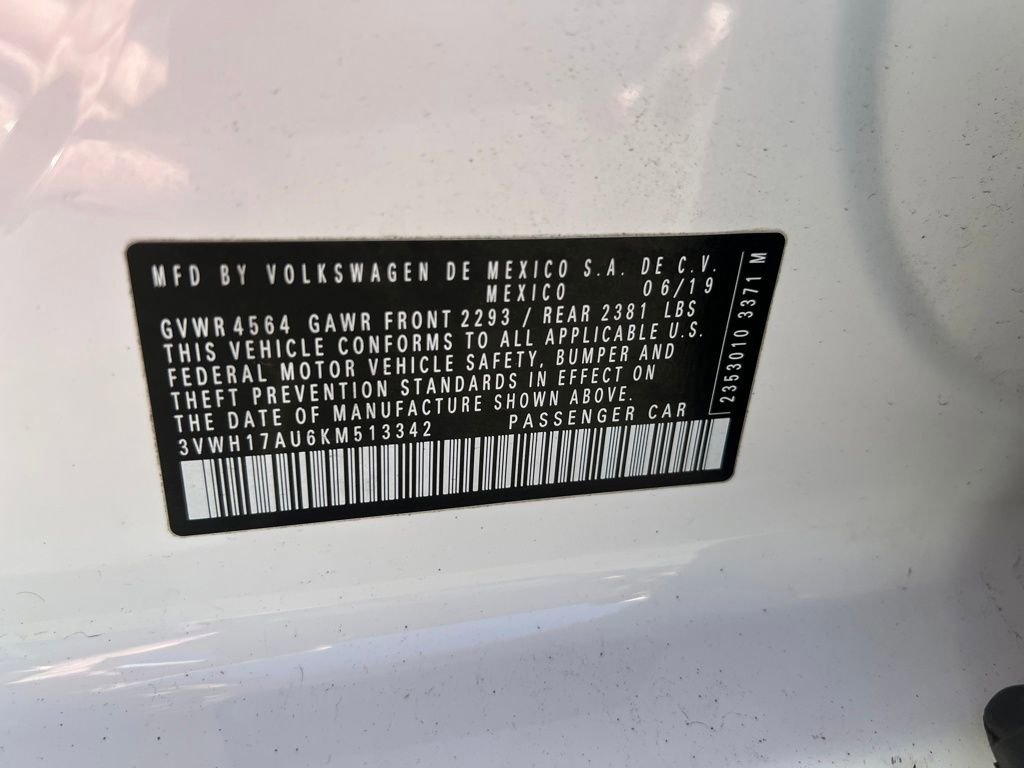 MFD BY VOLKSWAGEN DE MEXICO S.A. DE C.V.
MEXICO 06/19
GVWR 4564 GAWR FRONT 2293 / REAR 2381 LBS
THIS VEHICLE CONFORMS TO ALL APPLICABLE U.S.
FEDERAL MOTOR VEHICLE SAFETY, BUMPER AND
THEFT PREVENTION STANDARDS IN EFFECT ON
THE DATE OF MANUFACTURE SHOWN ABOVE.
3VWH17AU6KM513342 PASSENGER CAR
2353010 3371 M